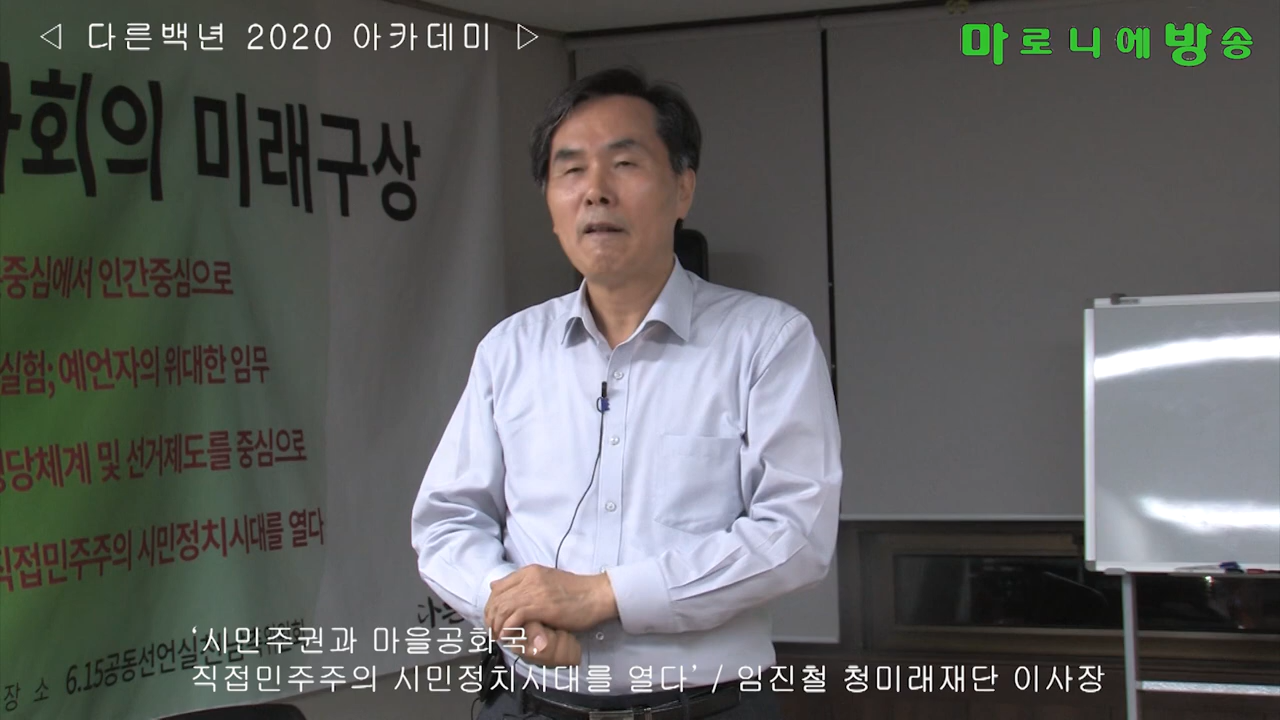 ◁ 다른백년 2020 아카데미 ▷
마로니에방송
회의 미래구상
중심에서 인간중심으로
실험; 예언자의 위대한 임무
당체계 및 선거제도를 중심으로
직접민주주의 시민정치시대를 열다
장 소 6.15공동선언실천
‘시민주권과 마을공화국,
직접민주주의 시민정치시대를 열다’ / 임진철 청미래재단 이사장